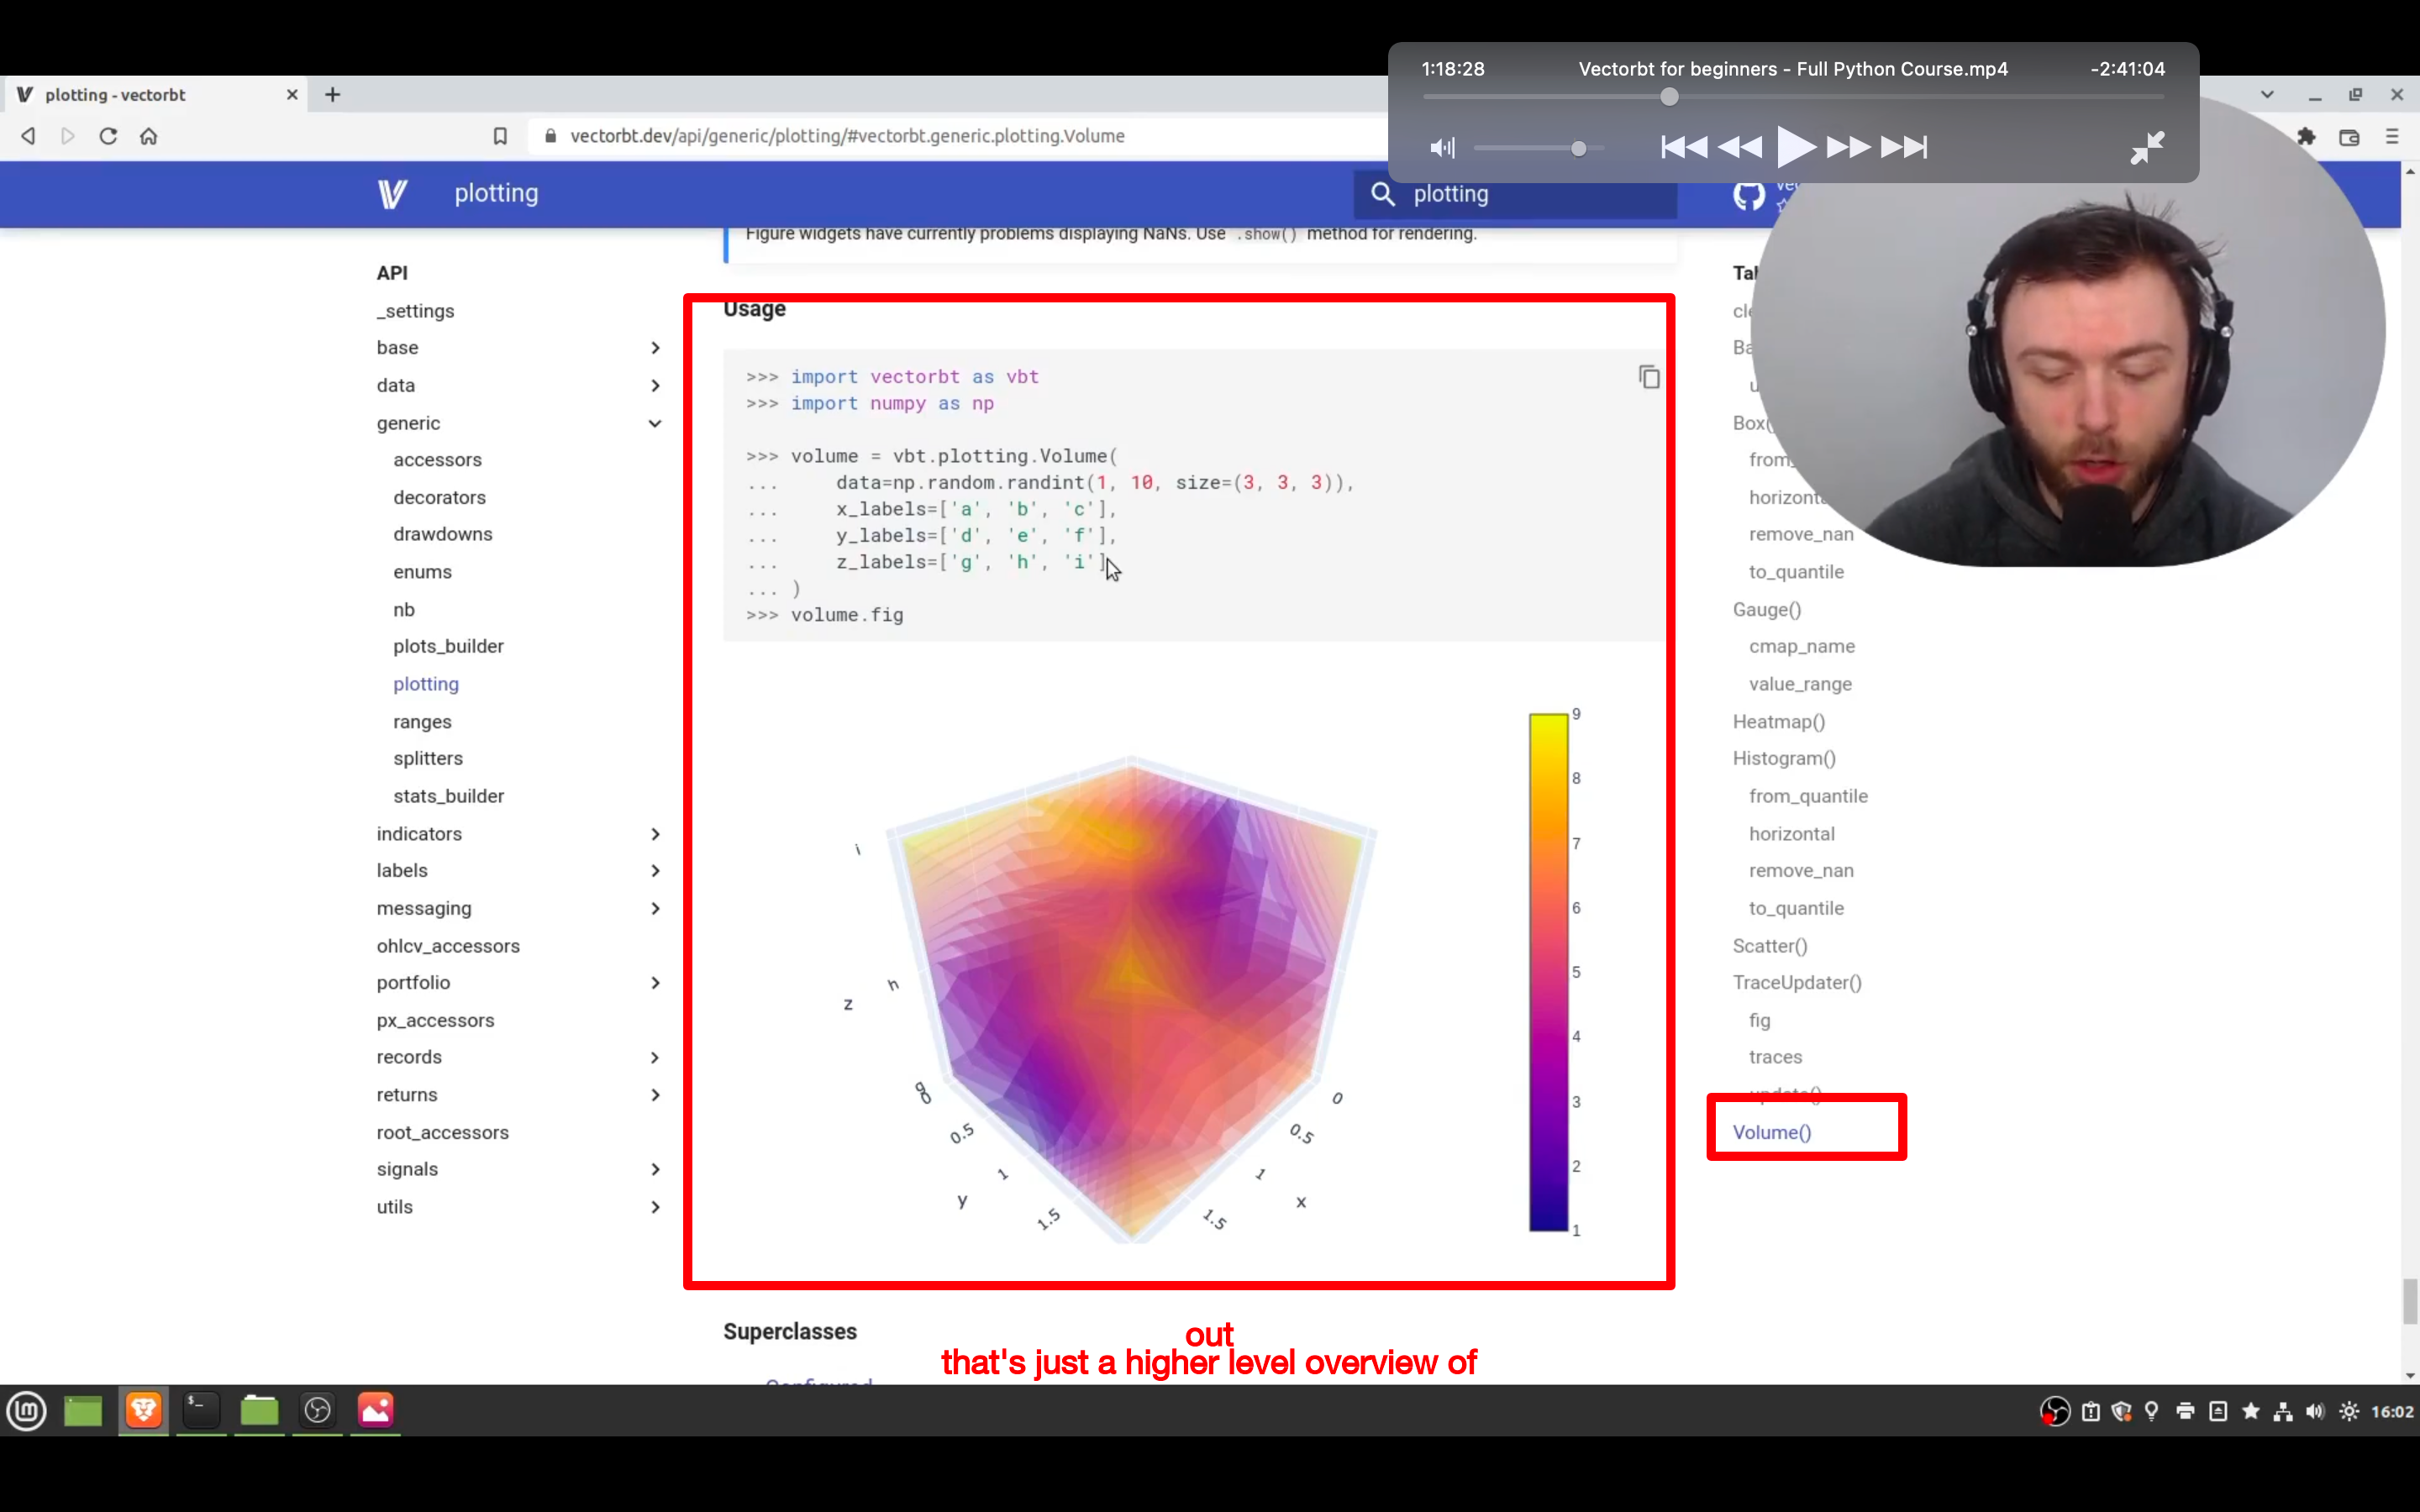 1:18:28
Vectorbt for beginners - Full Python Course.mp4
-2:41:04
plotting - vectorbt
vectorbt.dev/api/generic/plotting/#vectorbt.generic.plotting.Volume
plotting
plotting
Figure widgets have currently problems displaying NaNs. Use .show() method for rendering.
API
_settings
base
data
generic
accessors
decorators
drawdowns
enums
nb
plots_builder
plotting
ranges
splitters
stats_builder
indicators
labels
messaging
ohlcv_accessors
portfolio
px_accessors
records
returns
root_accessors
signals
utils
Usage
>>> import vectorbt as vbt
>>> import numpy as np
>>> volume = vbt.plotting.Volume(
... data=np.random.randint(1, 10, size=(3, 3, 3)),
... x_labels=['a', 'b', 'c'],
... y_labels=['d', 'e', 'f'],
... z_labels=['g', 'h', 'i']
... )
>>> volume.fig
9
8
7
6
5
4
3
2
1
i
h
z
g
0
0.5
1
y
1.5
0
0.5
1
x
1.5
Superclasses
out
that's just a higher level overview of
Box(
from_
remove_nan
to_quantile
Gauge()
cmap_name
value_range
Heatmap()
Histogram()
from_quantile
horizontal
remove_nan
to_quantile
Scatter()
TraceUpdater()
fig
traces
update()
Volume()
16:02